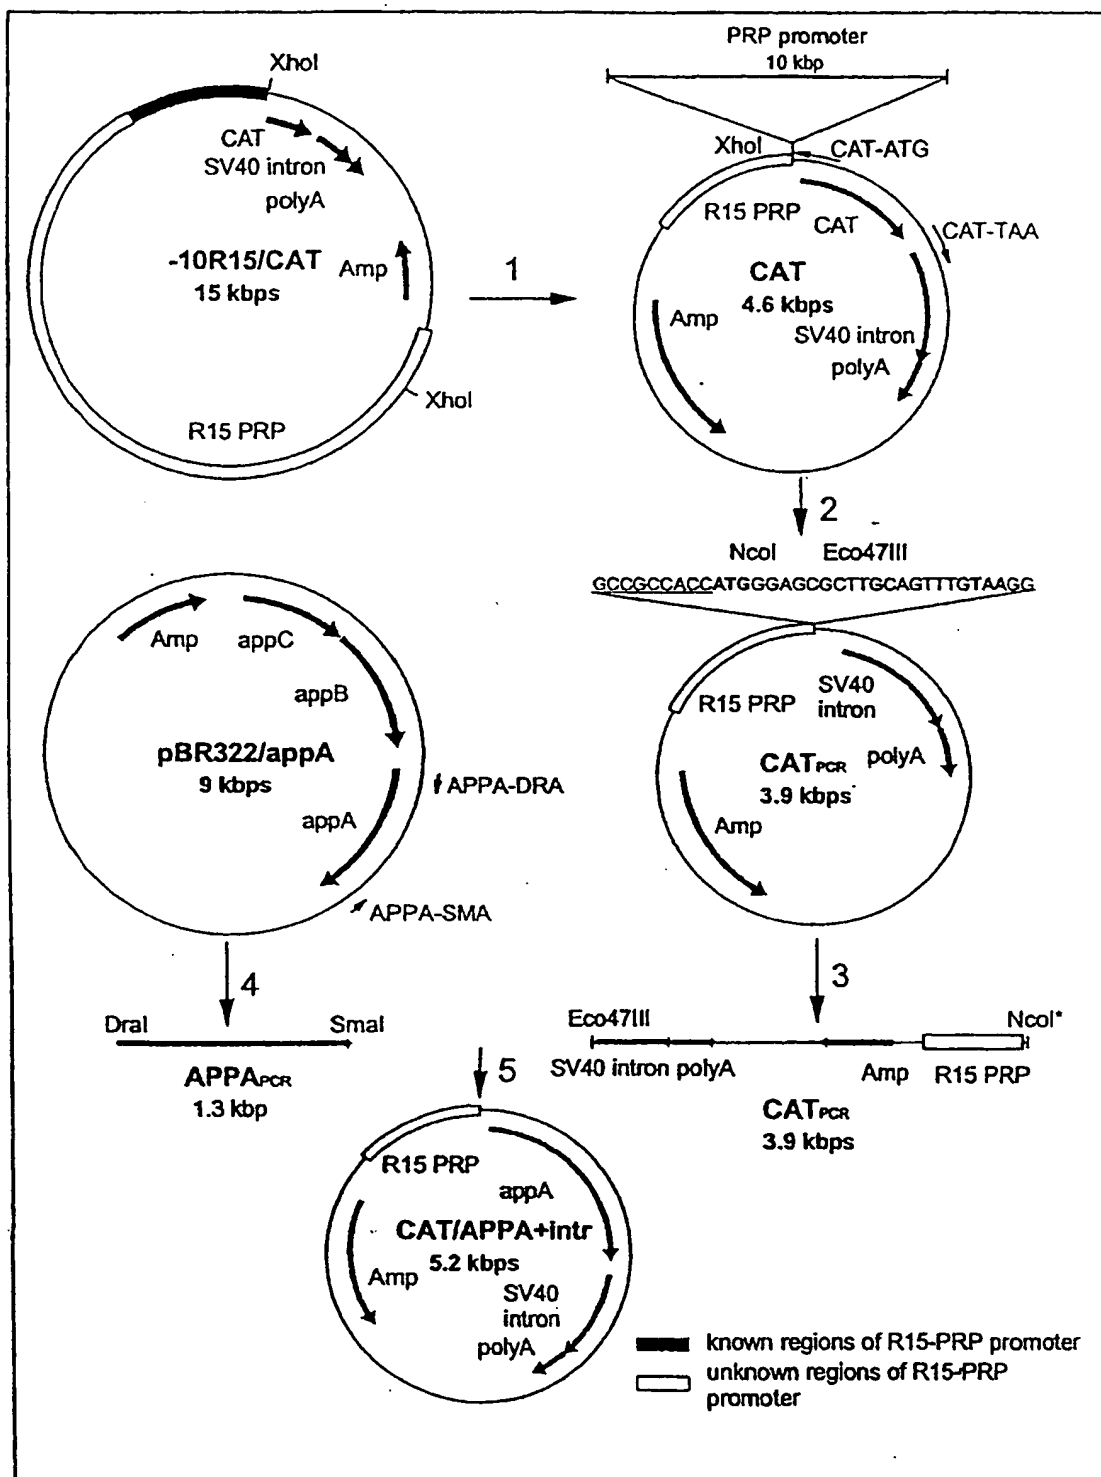 XhoI
CAT
SV40 intron
polyA
-10R15/CAT
15 kbps
Amp
XhoI
R15 PRP
1
PRP promoter
10 kbp
XhoI
CAT-ATG
R15 PRP
CAT
CAT-TAA
CAT
4.6 kbps
Amp
SV40 intron
polyA
2
NcoI Eco47III
GCCGCCACCATGGGAGCGCTTGCAGTTTGTAAGG
R15 PRP
SV40
intron
polyA
CATPCR
3.9 kbps
Amp
3
Amp
appC
appB
pBR322/appA
9 kbps
APPA-DRA
appA
APPA-SMA
4
DraI SmaI
APPAPCR
1.3 kbp
Eco47III NcoI*
SV40 intron polyA Amp R15 PRP
CATPCR
3.9 kbps
5
R15 PRP
appA
CAT/APPA+intr
5.2 kbps
Amp
SV40
intron
polyA
known regions of R15-PRP promoter
unknown regions of R15-PRP
promoter